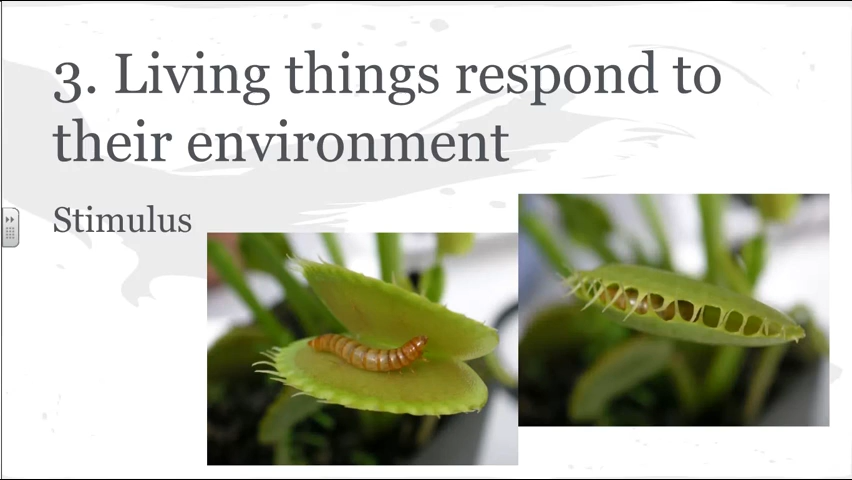 3. Living things respond to
their environment
Stimulus